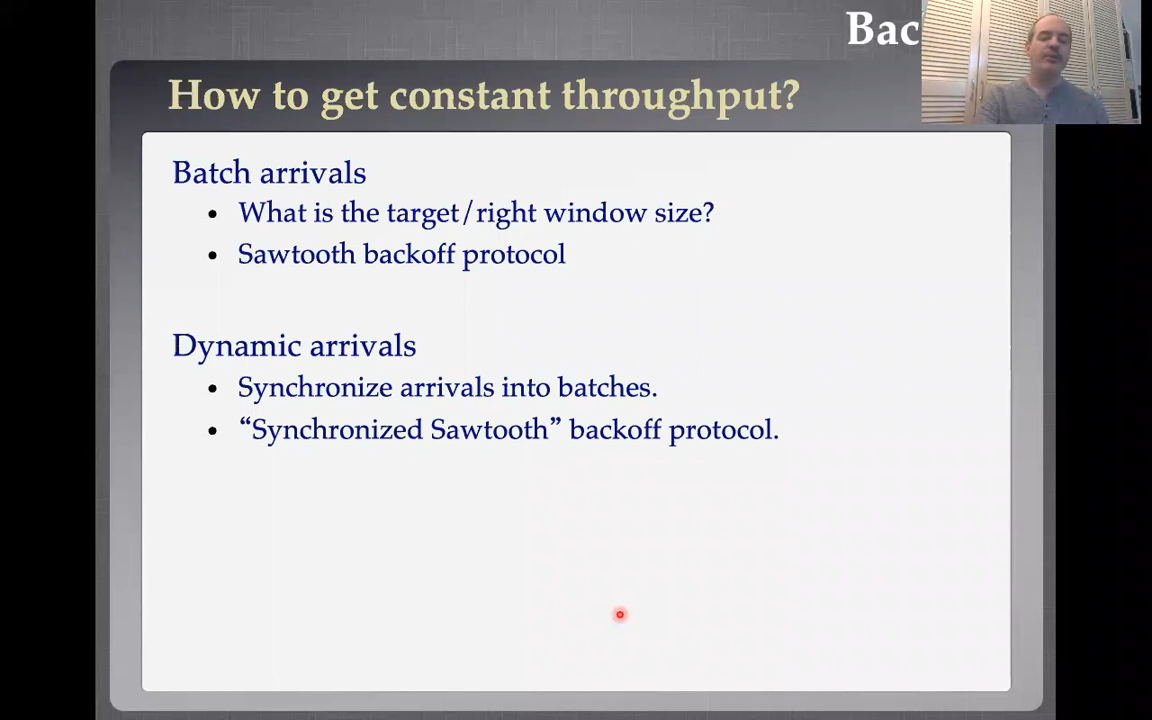 Bac
How to get constant throughput?
Batch arrivals
• What is the target/right window size?
• Sawtooth backoff protocol
Dynamic arrivals
• Synchronize arrivals into batches.
• “Synchronized Sawtooth” backoff protocol.